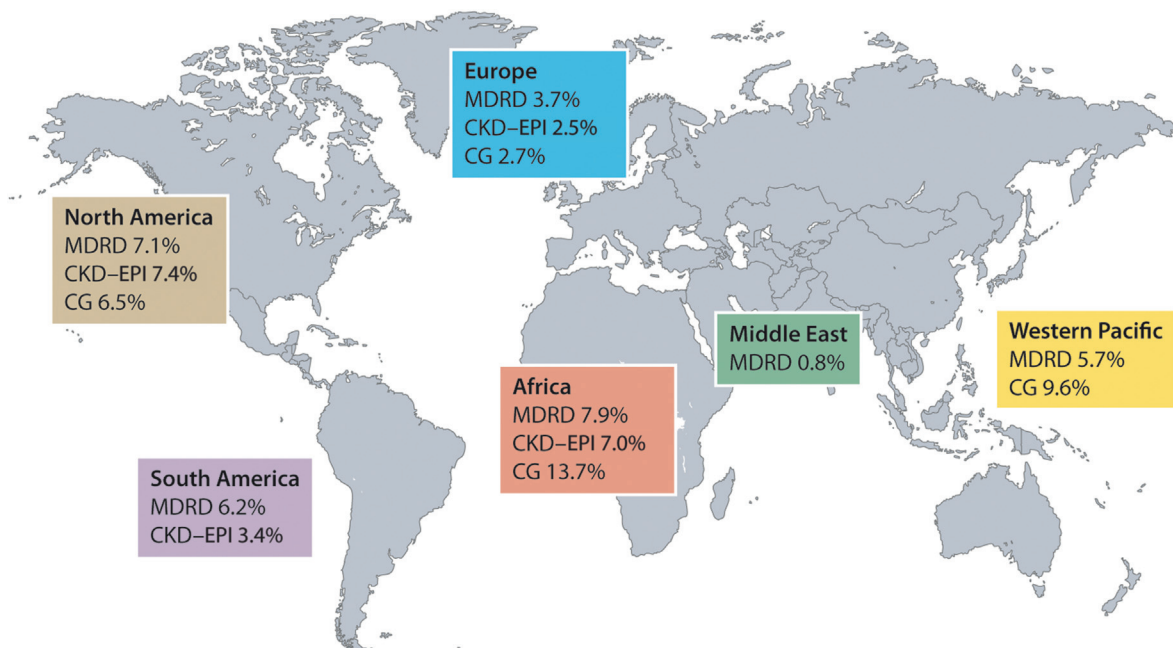 Europe
MDRD 3.7%
CKD–EPI 2.5%
CG 2.7%
North America
MDRD 7.1%
CKD–EPI 7.4%
CG 6.5%
Middle East
MDRD 0.8%
Western Pacific
MDRD 5.7%
CG 9.6%
Africa
MDRD 7.9%
CKD–EPI 7.0%
CG 13.7%
South America
MDRD 6.2%
CKD–EPI 3.4%